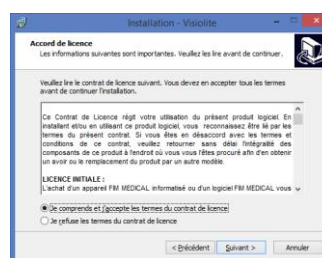 Installation - Visiolite
Accord de licence
Les informations suivantes sont importantes. Veuillez les lire avant de continuer.
Veuillez lire le contrat de licence suivant. Vous devez en accepter tous les termes
avant de continuer l'installation.
Ce Contrat de Licence régit votre utilisation du présent produit logiciel. En
installant et/ou en utilisant ce produit logiciel, vous reconnaissez être lié par les
termes du présent contrat. Si vous êtes en désaccord avec les termes et
conditions de ce contrat, veuillez retourner sans délai l'intégralité des
composants de ce produit à l'endroit où vous vous l'êtes procuré afin d'en obtenir
un avoir ou le remplacement du produit par un autre modèle.
LICENCE INITIALE :
L'achat d'un appareil FIM MEDICAL informatisé ou d'un logiciel FIM MEDICAL vous
Je comprends et j'accepte les termes du contrat de licence
Je refuse les termes du contrat de licence
< Précédent
Suivant >
Annuler